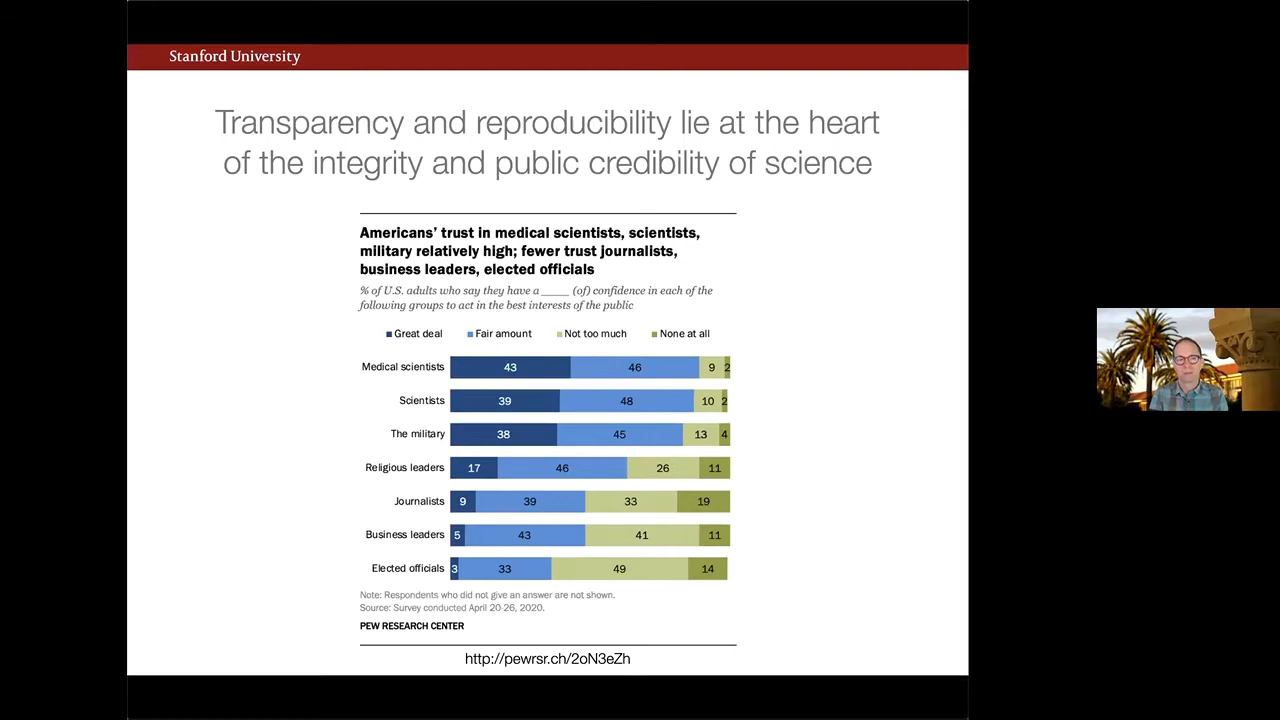 Stanford University
Transparency and reproducibility lie at the heart
of the integrity and public credibility of science
Americans' trust in medical scientists, scientists,
military relatively high; fewer trust journalists,
business leaders, elected officials
% of U.S. adults who say they have a _____ (of) confidence in each of the
following groups to act in the best interests of the public
Great deal Fair amount Not too much None at all
Medical scientists 43 46 9 2
Scientists 39 48 10 2
The military 38 45 13 4
Religious leaders 17 46 26 11
Journalists 9 39 33 19
Business leaders 5 43 41 11
Elected officials 3 33 49 14
Note: Respondents who did not give an answer are not shown.
Source: Survey conducted April 20-26, 2020.
PEW RESEARCH CENTER
http://pewrsr.ch/2oN3eZh